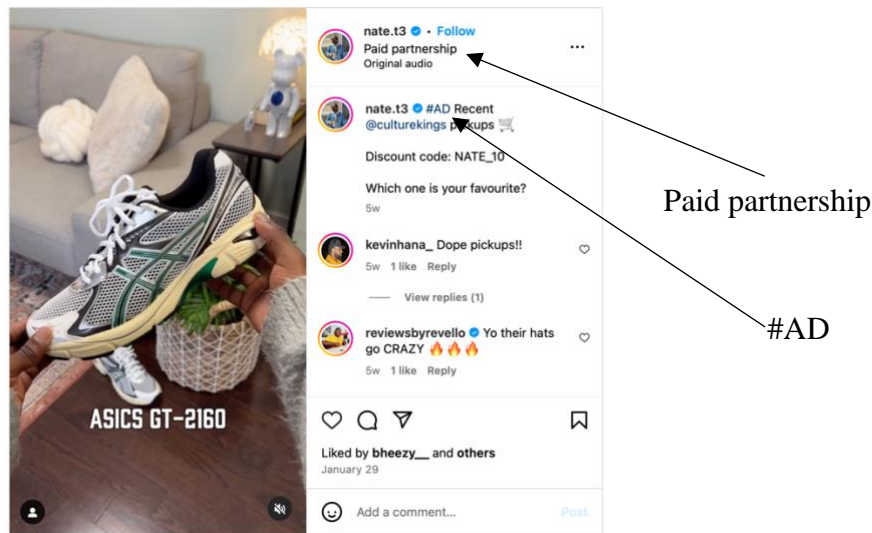 nate.t3 • Follow
Paid partnership
Original audio
nate.t3 #AD Recent
@culturekings pickups 🛒
Discount code: NATE_10
Which one is your favourite?
5w
kevinhana_ Dope pickups!!
5w 1 like Reply
View replies (1)
reviewsbyrevello Yo their hats
go CRAZY 🔥🔥🔥
5w 1 like Reply
Liked by bheezy__ and others
January 29
Add a comment...
Post
ASICS GT-2160
Paid partnership
#AD